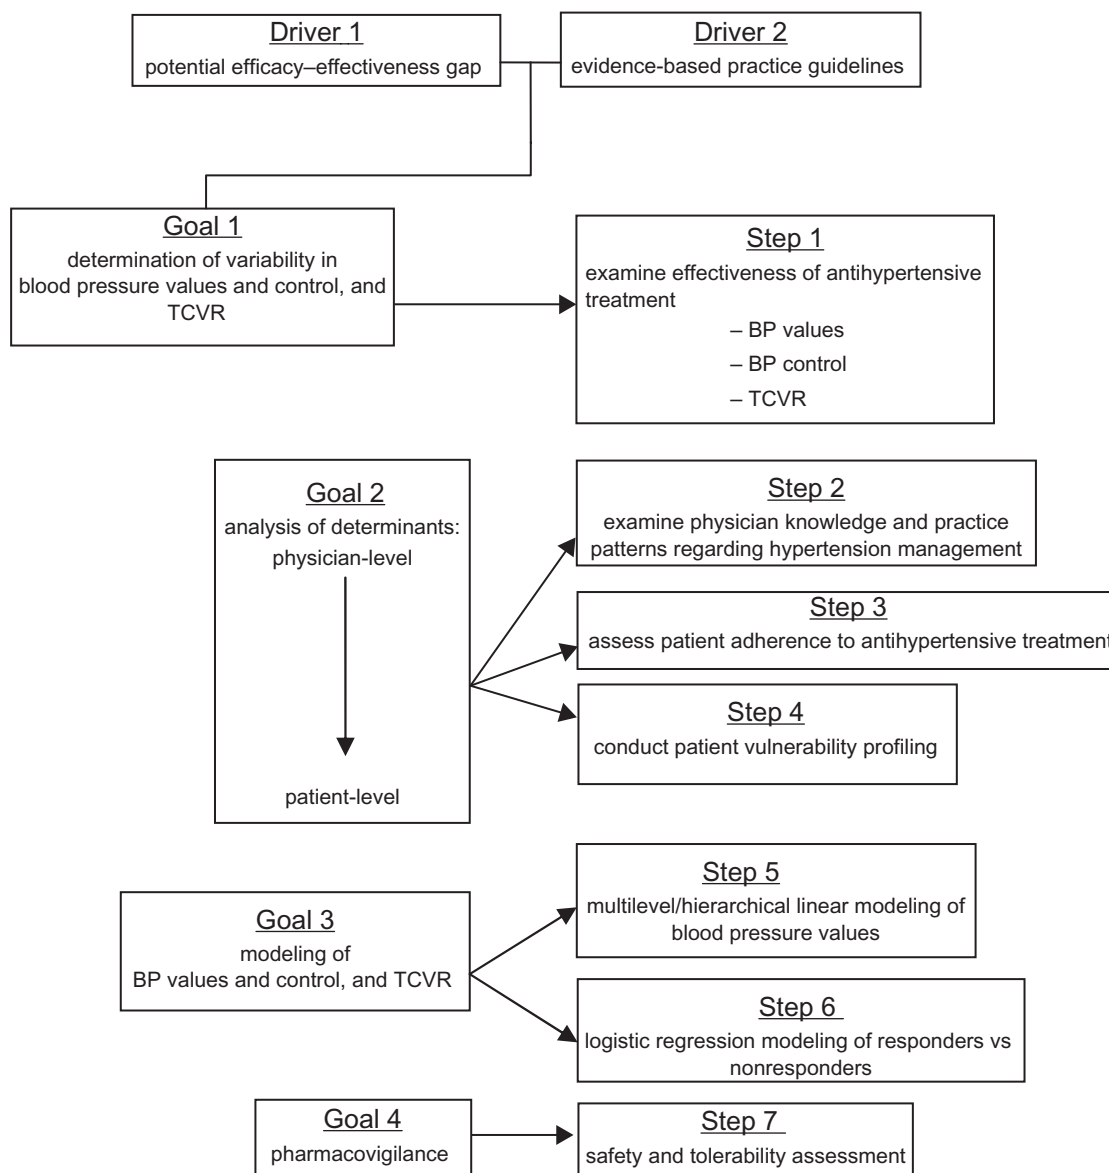 Driver 1
potential efficacy–effectiveness gap
Driver 2
evidence-based practice guidelines
Goal 1
determination of variability in
blood pressure values and control, and
TCVR
Step 1
examine effectiveness of antihypertensive
treatment
– BP values
– BP control
– TCVR
Goal 2
analysis of determinants:
physician-level
patient-level
Step 2
examine physician knowledge and practice
patterns regarding hypertension management
Step 3
assess patient adherence to antihypertensive treatment
Step 4
conduct patient vulnerability profiling
Goal 3
modeling of
BP values and control, and TCVR
Step 5
multilevel/hierarchical linear modeling of
blood pressure values
Step 6
logistic regression modeling of responders vs
nonresponders
Goal 4
pharmacovigilance
Step 7
safety and tolerability assessment